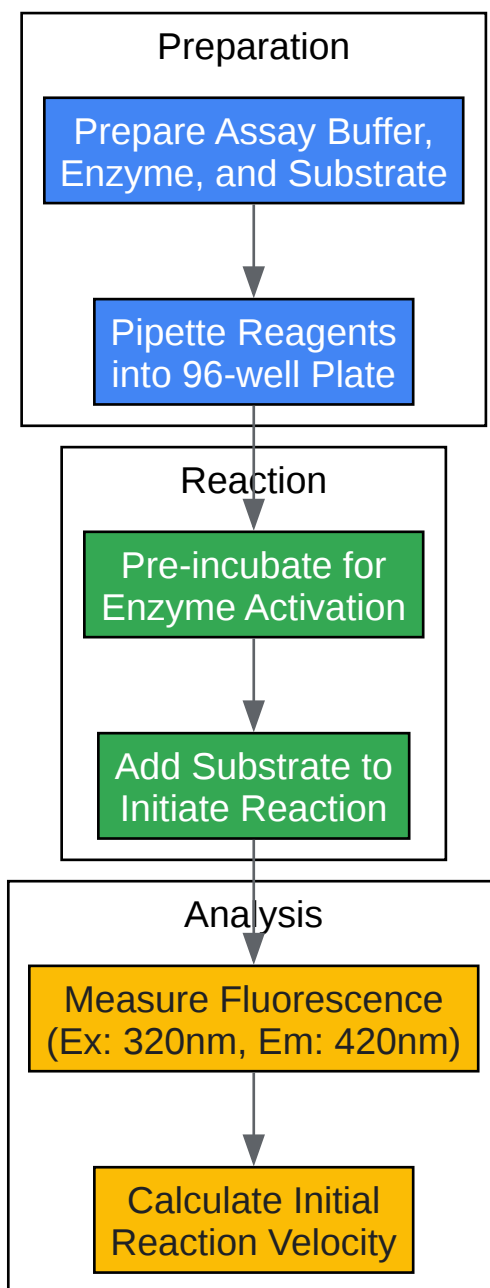 Preparation
Prepare Assay Buffer,
Enzyme, and Substrate
Pipette Reagents
into 96-well Plate
Reaction
Pre-incubate for
Enzyme Activation
Add Substrate to
Initiate Reaction
Analysis
Measure Fluorescence
(Ex: 320nm, Em: 420nm)
Calculate Initial
Reaction Velocity